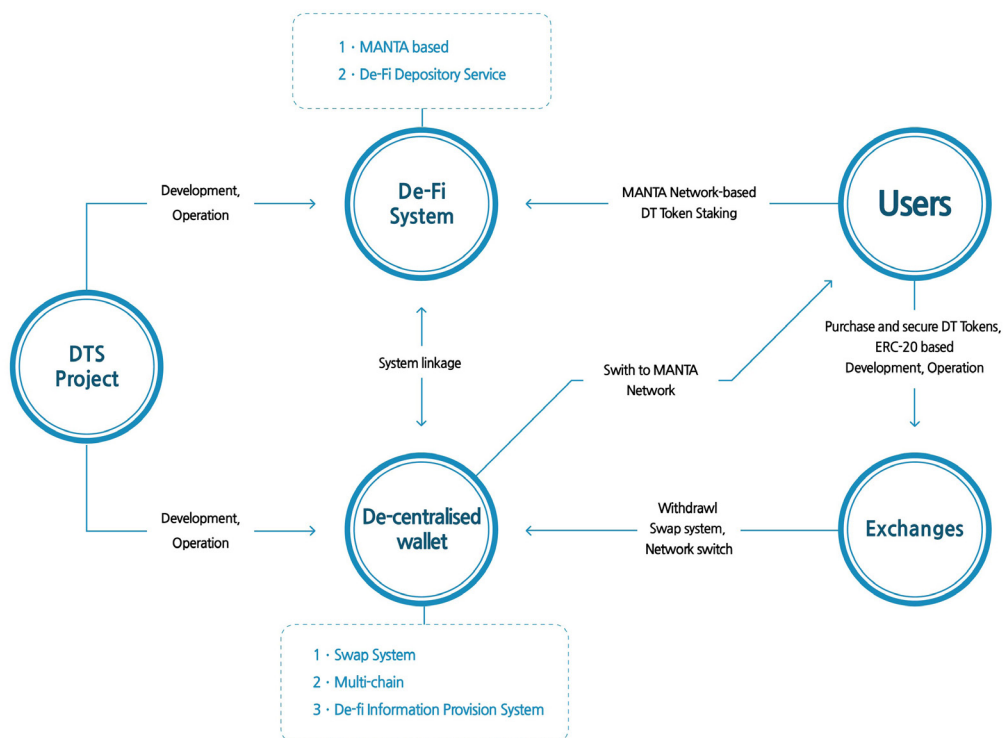 1 · MANTA based
2 · De-Fi Depository Service
Development,
Operation
De-Fi
System
MANTA Network-based
DT Token Staking
Users
DTS
Project
System linkage
Swith to MANTA
Network
Purchase and secure DT Tokens,
ERC-20 based
Development, Operation
Development,
Operation
De-centralised
wallet
Withdrawl
Swap system,
Network switch
Exchanges
1 · Swap System
2 · Multi-chain
3 · De-fi Information Provision System